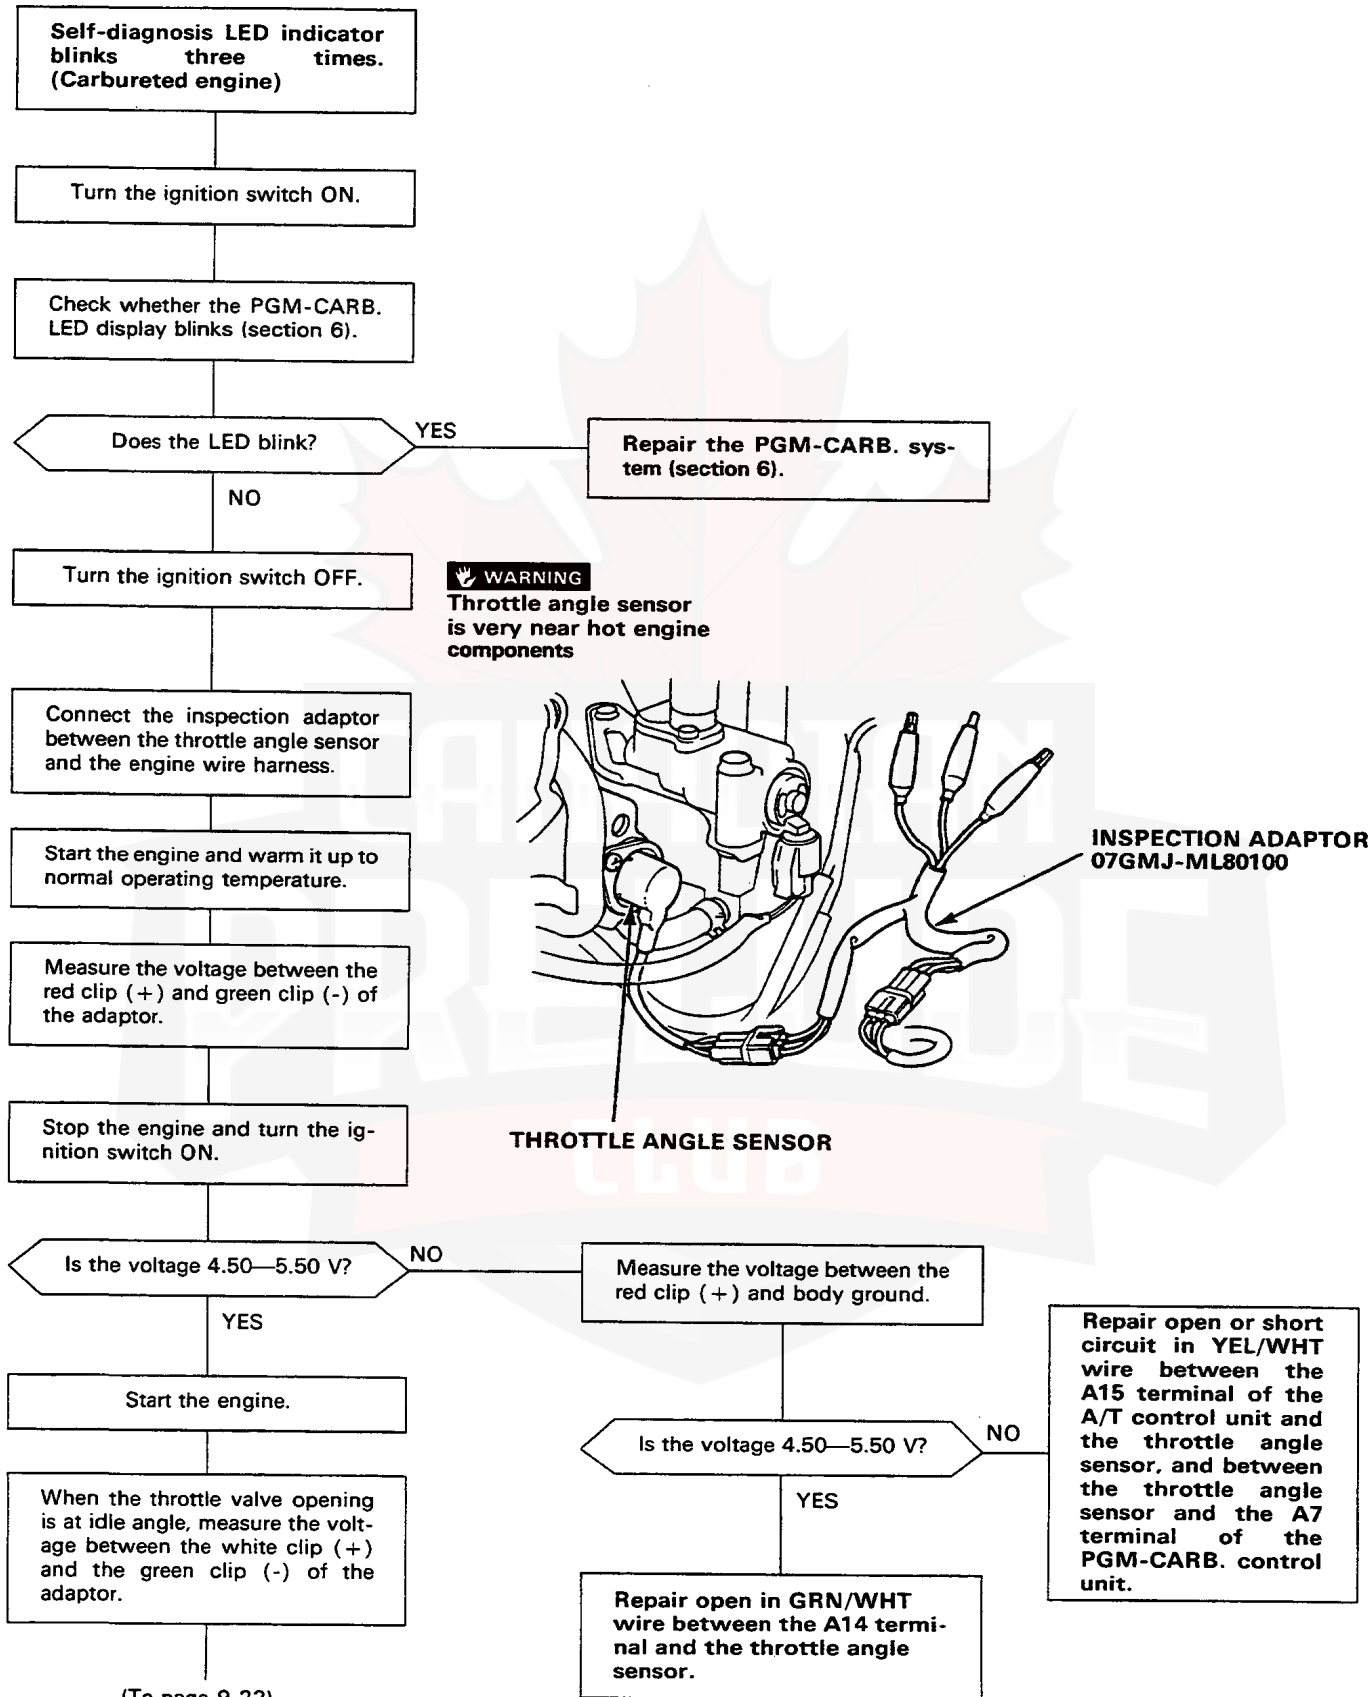 Self-diagnosis LED indicator
blinks three times.
(Carbureted engine)
Turn the ignition switch ON.
Check whether the PGM-CARB.
LED display blinks (section 6).
Does the LED blink?
YES
Repair the PGM-CARB. sys-
tem (section 6).
NO
Turn the ignition switch OFF.
WARNING
Throttle angle sensor
is very near hot engine
components
Connect the inspection adaptor
between the throttle angle sensor
and the engine wire harness.
INSPECTION ADAPTOR
07GMJ-ML80100
Start the engine and warm it up to
normal operating temperature.
Measure the voltage between the
red clip (+) and green clip (-) of
the adaptor.
THROTTLE ANGLE SENSOR
Stop the engine and turn the ig-
nition switch ON.
Is the voltage 4.50—5.50 V?
NO
Measure the voltage between the
red clip (+) and body ground.
YES
Start the engine.
Is the voltage 4.50—5.50 V?
NO
Repair open or short
circuit in YEL/WHT
wire between the
A15 terminal of the
A/T control unit and
the throttle angle
sensor, and between
the throttle angle
sensor and the A7
terminal of the
PGM-CARB. control
unit.
YES
When the throttle valve opening
is at idle angle, measure the volt-
age between the white clip (+)
and the green clip (-) of the
adaptor.
Repair open in GRN/WHT
wire between the A14 termi-
nal and the throttle angle
sensor.
(To page 9-22)
CANADIAN
PRELUDE
CLUB